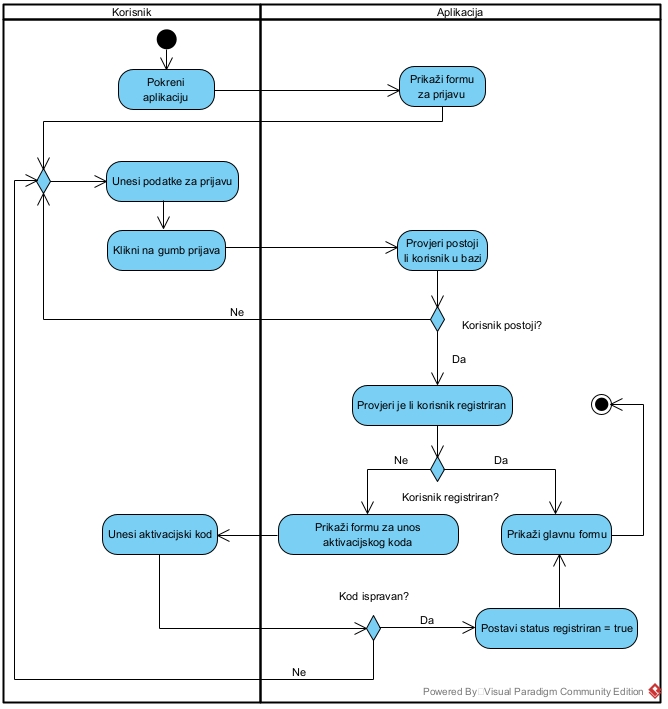 Korisnik
Aplikacija
Pokreni
aplikaciju
Prikaži formu
za prijavu
Unesi podatke za prijavu
Klikni na gumb prijava
Provjeri postoji
li korisnik u bazi
Ne
Korisnik postoji?
Da
Provjeri je li korisnik registriran
Ne
Da
Korisnik registriran?
Unesi aktivacijski kod
Prikaži formu za unos
aktivacijskog koda
Prikaži glavnu formu
Kod ispravan?
Da
Postavi status registriran = true
Ne
Powered By Visual Paradigm Community Edition